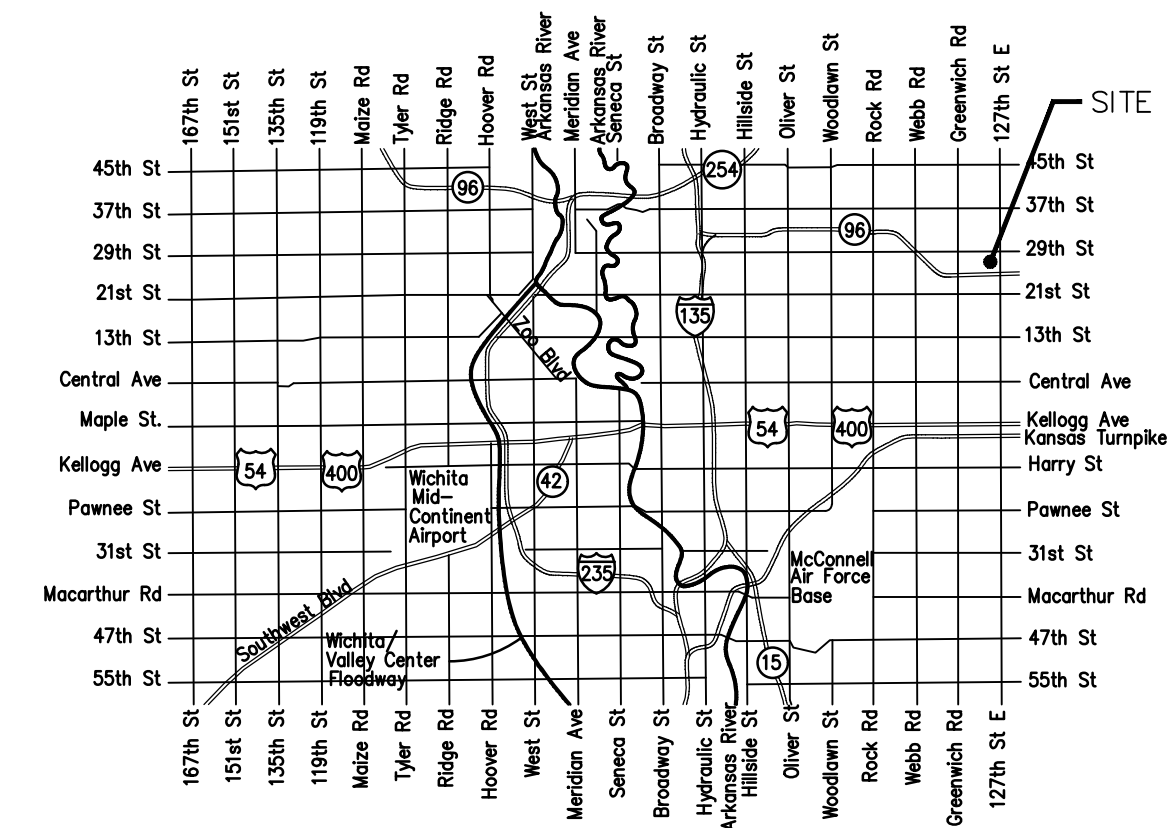 167th St
151st St
135th St
119th St
Maize Rd
Tyler Rd
Ridge Rd
Hoover Rd
West St
Arkansas River
Meridian Ave
Arkansas River
Seneca St
Broadway St
Hydraulic St
Hillside St
Oliver St
Woodlawn St
Rock Rd
Webb Rd
Greenwich Rd
127th St E
SITE
45th St
254
45th St
96
37th St
37th St
96
29th St
29th St
21st St
21st St
135
13th St
Zoo Blvd
13th St
Central Ave
Central Ave
Maple St.
54
400
Kellogg Ave
Kansas Turnpike
Kellogg Ave
54
400
Harry St
Wichita
Mid-
Continent
Airport
42
Pawnee St
Pawnee St
31st St
31st St
235
McConnell
Air Force
Base
Macarthur Rd
Macarthur Rd
Southwest Blvd
47th St
Wichita/
Valley Center
Floodway
47th St
15
55th St
55th St
167th St
151st St
135th St
119th St
Maize Rd
Tyler Rd
Ridge Rd
Hoover Rd
West St
Meridian Ave
Seneca St
Broadway St
Hydraulic St
Arkansas River
Hillside St
Oliver St
Woodlawn St
Rock Rd
Webb Rd
Greenwich Rd
127th St E